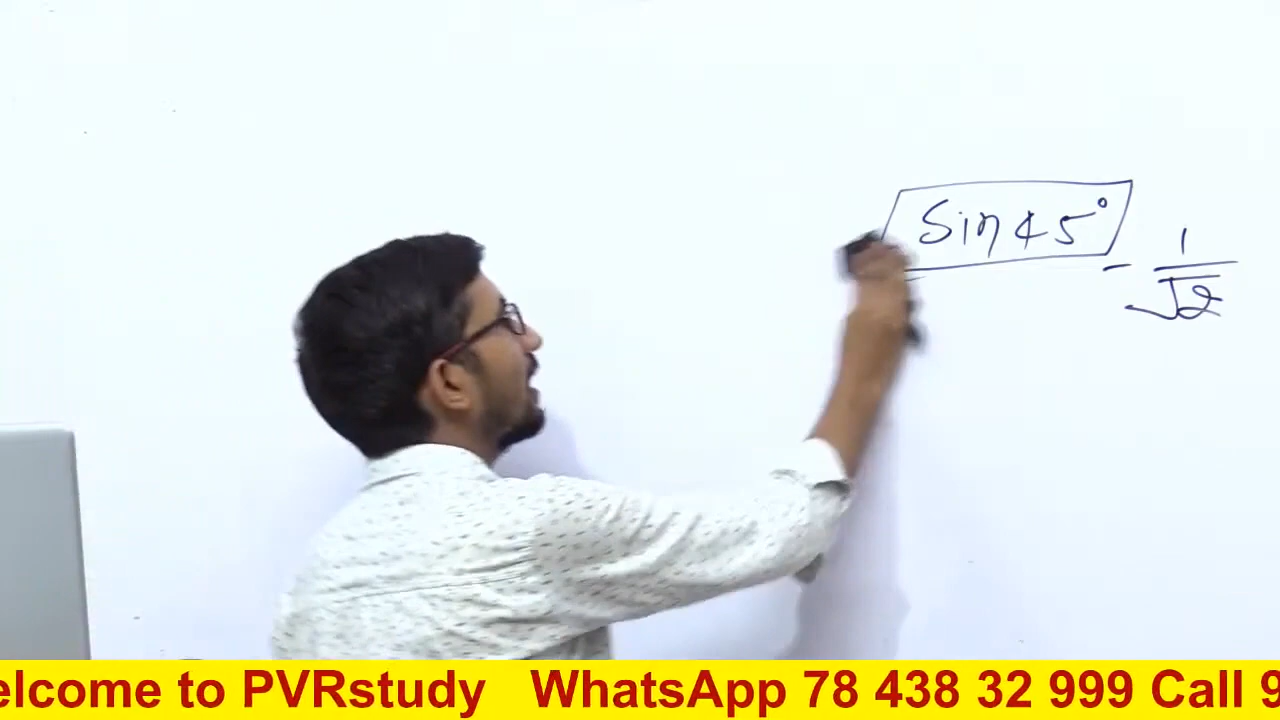 Sin 45° = 1/√2
elcome to PVRstudy WhatsApp 78 438 32 999 Call 9